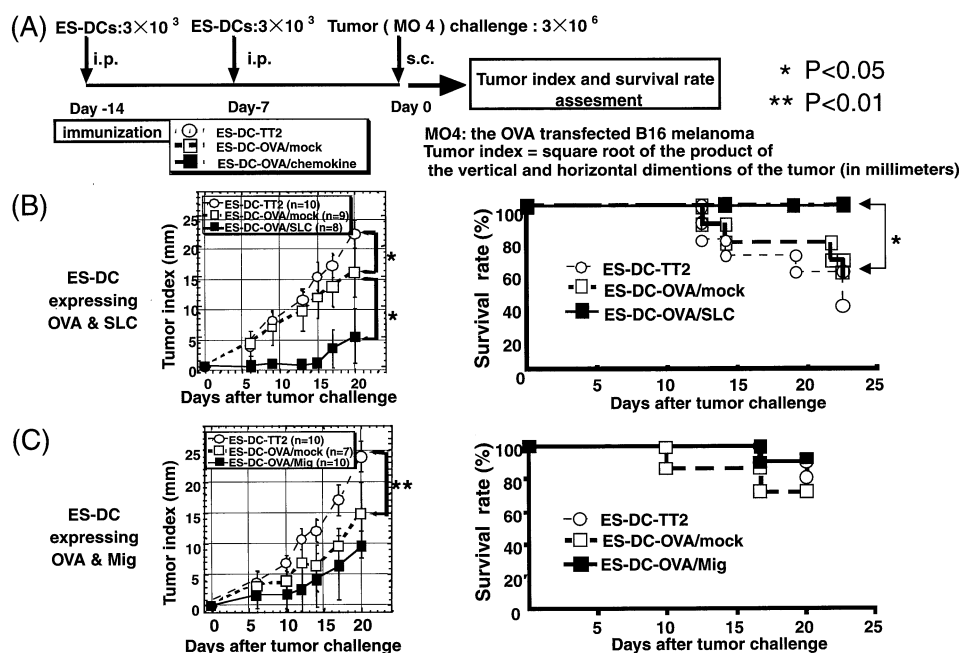 (A) ES-DCs:3×10 3 ES-DCs:3×10 3 Tumor ( MO 4 ) challenge : 3×10 6
i.p. i.p. s.c.
Tumor index and survival rate
assesment
* P<0.05
** P<0.01
Day -14 Day-7 Day 0
immunization
ES-DC-TT2
ES-DC-OVA/mock
ES-DC-OVA/chemokine
MO4: the OVA transfected B16 melanoma
Tumor index = square root of the product of
the vertical and horizontal dimentions of the tumor (in millimeters)
(B)
ES-DC
expressing
OVA & SLC
Tumor index (mm)
25
20
15
10
5
0
ES-DC-TT2 (n=10)
ES-DC-OVA/mock (n=9)
ES-DC-OVA/SLC (n=8)
*
*
0 5 10 15 20
Days after tumor challenge
Survival rate (%)
100
80
60
40
20
0
ES-DC-TT2
ES-DC-OVA/mock
ES-DC-OVA/SLC
*
5 10 15 20 25
Days after tumor challenge
(C)
ES-DC
expressing
OVA & Mig
Tumor index (mm)
25
20
15
10
5
0
ES-DC-TT2 (n=10)
ES-DC-OVA/mock (n=7)
ES-DC-OVA/Mig (n=10)
**
0 5 10 15 20
Days after tumor challenge
Survival rate (%)
100
80
60
40
20
0
ES-DC-TT2
ES-DC-OVA/mock
ES-DC-OVA/Mig
5 10 15 20 25
Days after tumor challenge